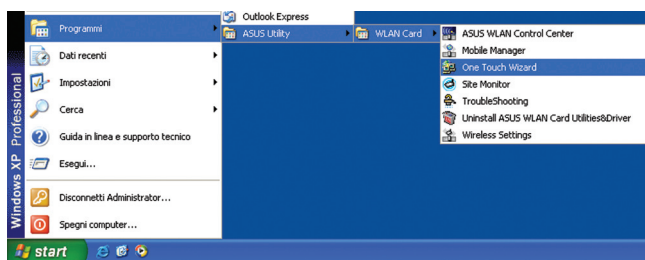 Windows XP Professional
Programmi
Dati recenti
Impostazioni
Cerca
Guida in linea e supporto tecnico
Esegui...
Disconnetti Administrator...
Spegni computer...
start
Outlook Express
ASUS Utility
WLAN Card
ASUS WLAN Control Center
Mobile Manager
One Touch Wizard
Site Monitor
TroubleShooting
Uninstall ASUS WLAN Card Utilities&Driver
Wireless Settings